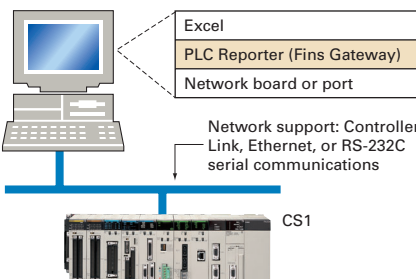 Excel
PLC Reporter (Fins Gateway)
Network board or port
Network support: Controller
Link, Ethernet, or RS-232C
serial communications
CS1